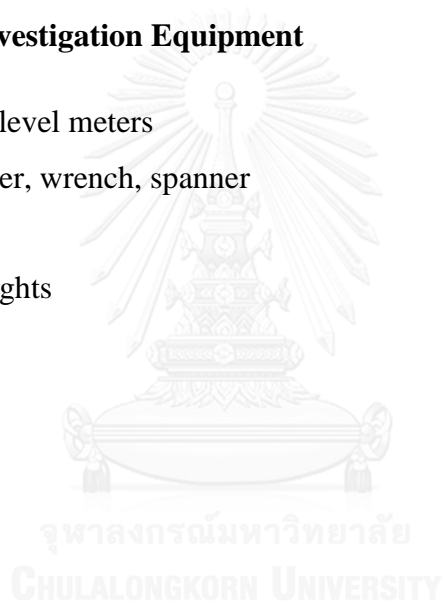 vestigation Equipment
level meters
er, wrench, spanner
ghts
จุฬาลงกรณ์มหาวิทยาลัย
CHULALONGKORN UNIVERSITY